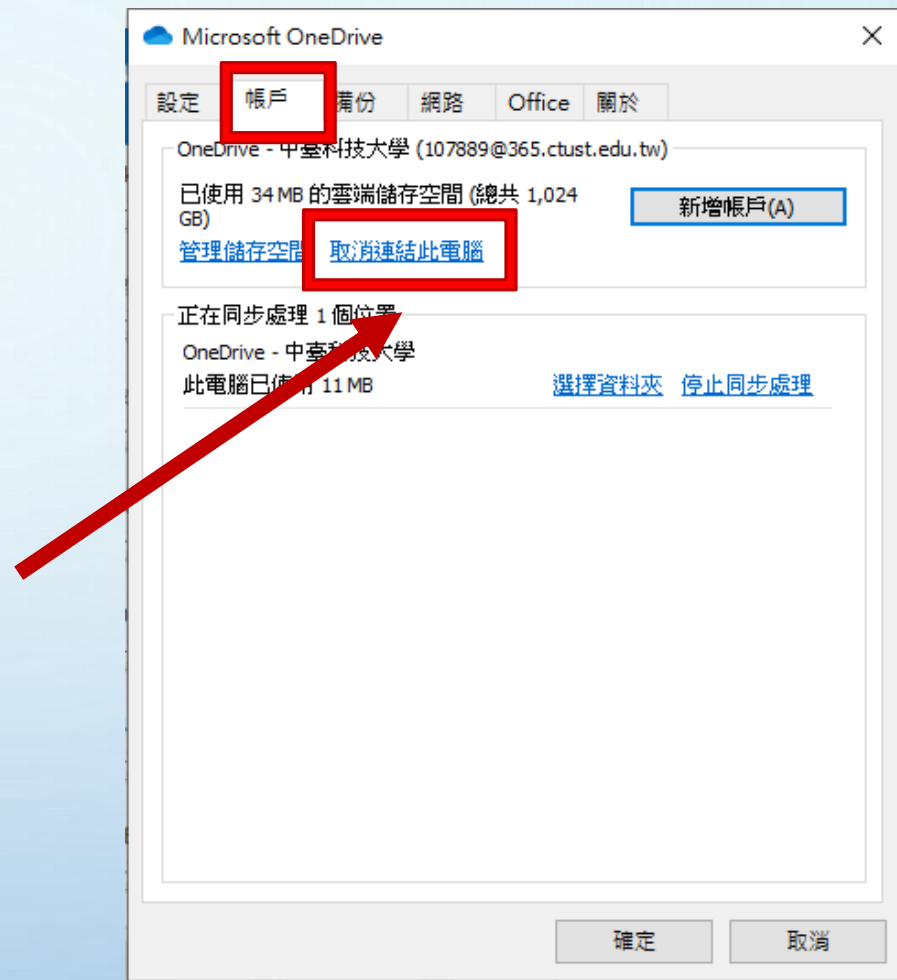 Microsoft OneDrive
設定 帳戶 備份 網路 Office 關於
OneDrive - 中臺科技大學 (107889@365.ctust.edu.tw)
已使用 34 MB 的雲端儲存空間 (總共 1,024
GB)
新增帳戶(A)
管理儲存空間 取消連結此電腦
正在同步處理 1 個位置
OneDrive - 中臺科技大學
此電腦已使用 11 MB 選擇資料夾 停止同步處理
確定 取消